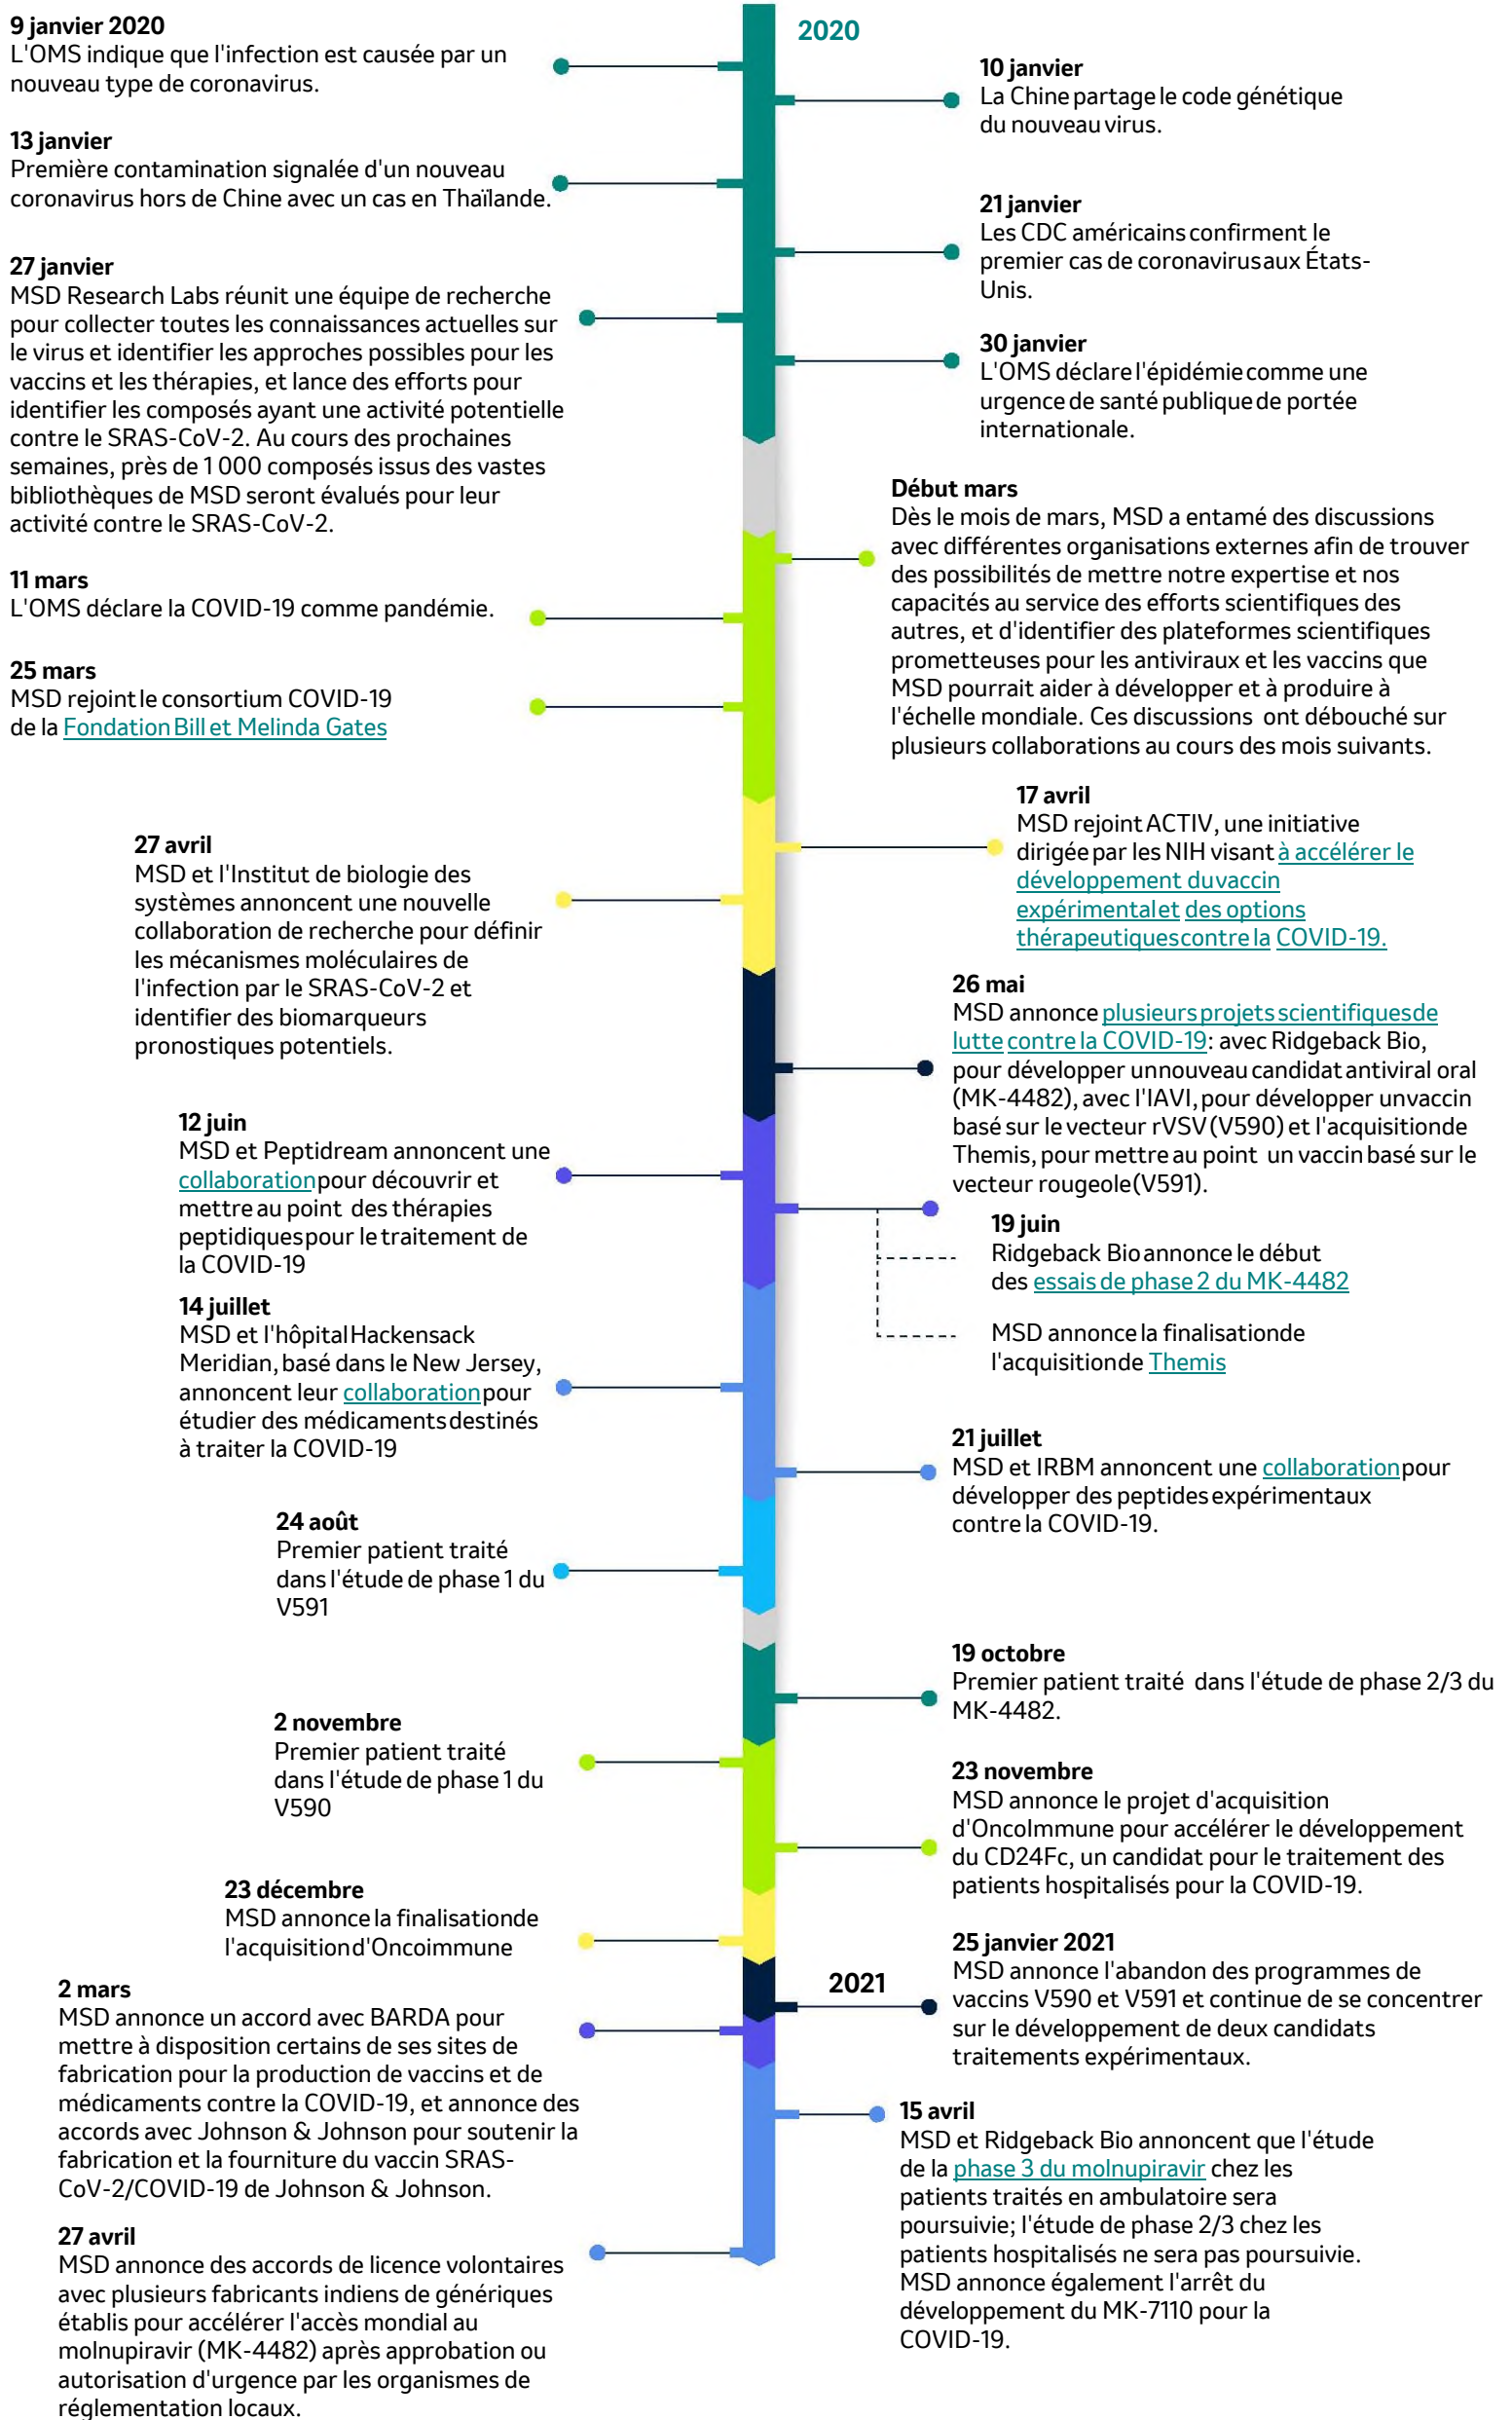 2020
9 janvier 2020
L'OMS indique que l'infection est causée par un
nouveau type de coronavirus.
10 janvier
La Chine partage le code génétique
du nouveau virus.
13 janvier
Première contamination signalée d'un nouveau
coronavirus hors de Chine avec un cas en Thaïlande.
21 janvier
Les CDC américains confirment le
premier cas de coronavirus aux États-
Unis.
27 janvier
MSD Research Labs réunit une équipe de recherche
pour collecter toutes les connaissances actuelles sur
le virus et identifier les approches possibles pour les
vaccins et les thérapies, et lance des efforts pour
identifier les composés ayant une activité potentielle
contre le SRAS-CoV-2. Au cours des prochaines
semaines, près de 1 000 composés issus des vastes
bibliothèques de MSD seront évalués pour leur
activité contre le SRAS-CoV-2.
30 janvier
L'OMS déclare l'épidémie comme une
urgence de santé publique de portée
internationale.
Début mars
Dès le mois de mars, MSD a entamé des discussions
avec différentes organisations externes afin de trouver
des possibilités de mettre notre expertise et nos
capacités au service des efforts scientifiques des
autres, et d'identifier des plateformes scientifiques
prometteuses pour les antiviraux et les vaccins que
MSD pourrait aider à développer et à produire à
l'échelle mondiale. Ces discussions ont débouché sur
plusieurs collaborations au cours des mois suivants.
11 mars
L'OMS déclare la COVID-19 comme pandémie.
25 mars
MSD rejoint le consortium COVID-19
de la Fondation Bill et Melinda Gates
17 avril
MSD rejoint ACTIV, une initiative
dirigée par les NIH visant à accélérer le
développement du vaccin
expérimental et des options
thérapeutiques contre la COVID-19.
27 avril
MSD et l'Institut de biologie des
systèmes annoncent une nouvelle
collaboration de recherche pour définir
les mécanismes moléculaires de
l'infection par le SRAS-CoV-2 et
identifier des biomarqueurs
pronostiques potentiels.
26 mai
MSD annonce plusieurs projets scientifiques de
lutte contre la COVID-19: avec Ridgeback Bio,
pour développer un nouveau candidat antiviral oral
(MK-4482), avec l'IAVI, pour développer un vaccin
basé sur le vecteur rVSV (V590) et l'acquisition de
Themis, pour mettre au point un vaccin basé sur le
vecteur rougeole (V591).
12 juin
MSD et Peptidream annoncent une
collaboration pour découvrir et
mettre au point des thérapies
peptidiques pour le traitement de
la COVID-19
19 juin
Ridgeback Bio annonce le début
des essais de phase 2 du MK-4482
MSD annonce la finalisation de
l'acquisition de Themis
14 juillet
MSD et l'hôpital Hackensack
Meridian, basé dans le New Jersey,
annoncent leur collaboration pour
étudier des médicaments destinés
à traiter la COVID-19
21 juillet
MSD et IRBM annoncent une collaboration pour
développer des peptides expérimentaux
contre la COVID-19.
24 août
Premier patient traité
dans l'étude de phase 1 du
V591
19 octobre
Premier patient traité dans l'étude de phase 2/3 du
MK-4482.
2 novembre
Premier patient traité
dans l'étude de phase 1 du
V590
23 novembre
MSD annonce le projet d'acquisition
d'OncoImmune pour accélérer le développement
du CD24Fc, un candidat pour le traitement des
patients hospitalisés pour la COVID-19.
23 décembre
MSD annonce la finalisation de
l'acquisition d'Oncoimmune
2021
25 janvier 2021
MSD annonce l'abandon des programmes de
vaccins V590 et V591 et continue de se concentrer
sur le développement de deux candidats
traitements expérimentaux.
2 mars
MSD annonce un accord avec BARDA pour
mettre à disposition certains de ses sites de
fabrication pour la production de vaccins et de
médicaments contre la COVID-19, et annonce des
accords avec Johnson & Johnson pour soutenir la
fabrication et la fourniture du vaccin SRAS-
CoV-2/COVID-19 de Johnson & Johnson.
15 avril
MSD et Ridgeback Bio annoncent que l'étude
de la phase 3 du molnupiravir chez les
patients traités en ambulatoire sera
poursuivie; l'étude de phase 2/3 chez les
patients hospitalisés ne sera pas poursuivie.
MSD annonce également l'arrêt du
développement du MK-7110 pour la
COVID-19.
27 avril
MSD annonce des accords de licence volontaires
avec plusieurs fabricants indiens de génériques
établis pour accélérer l'accès mondial au
molnupiravir (MK-4482) après approbation ou
autorisation d'urgence par les organismes de
réglementation locaux.